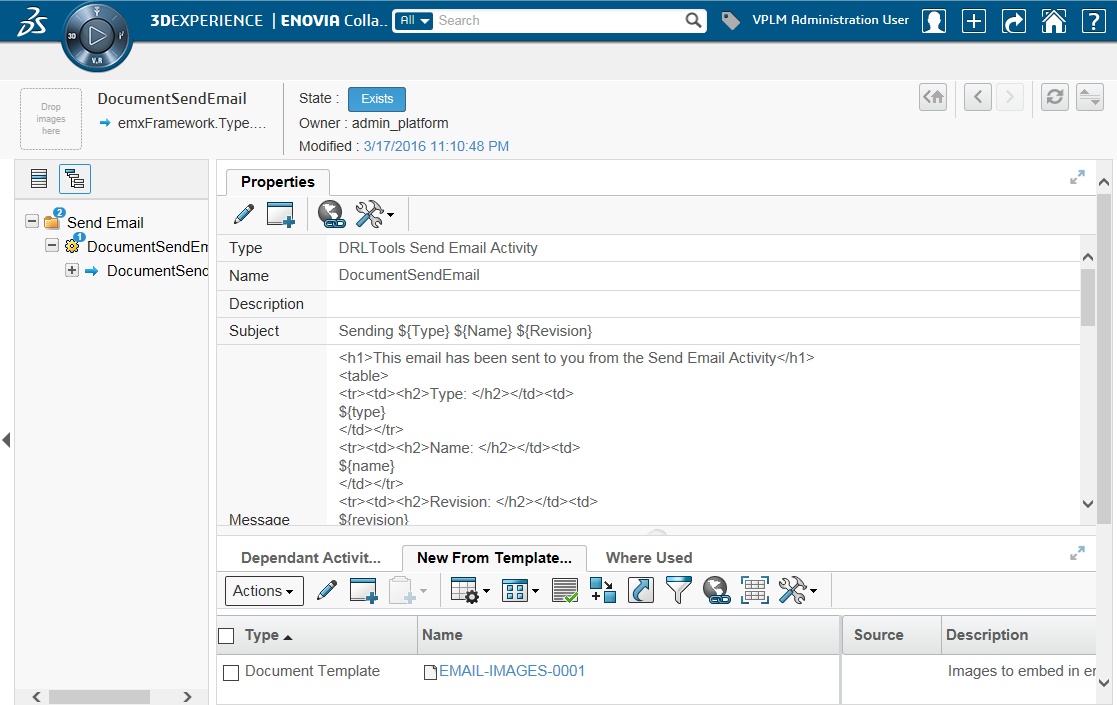 3DEXPERIENCE | ENOVIA Colla..
All
Search
VPLM Administration User
3D
V.R
Drop
images
here
DocumentSendEmail
emxFramework.Type....
State : Exists
Owner : admin_platform
Modified : 3/17/2016 11:10:48 PM
2
Send Email
1
DocumentSendEm
DocumentSend
Properties
Type DRLTools Send Email Activity
Name DocumentSendEmail
Description
Subject Sending ${Type} ${Name} ${Revision}
<h1>This email has been sent to you from the Send Email Activity</h1>
<table>
<tr><td><h2>Type: </h2></td><td>
${type}
</td></tr>
<tr><td><h2>Name: </h2></td><td>
${name}
</td></tr>
<tr><td><h2>Revision: </h2></td><td>
Message ${revision}
Dependant Activit... New From Template... Where Used
Actions
Type Name Source Description
Document Template EMAIL-IMAGES-0001 Images to embed in er